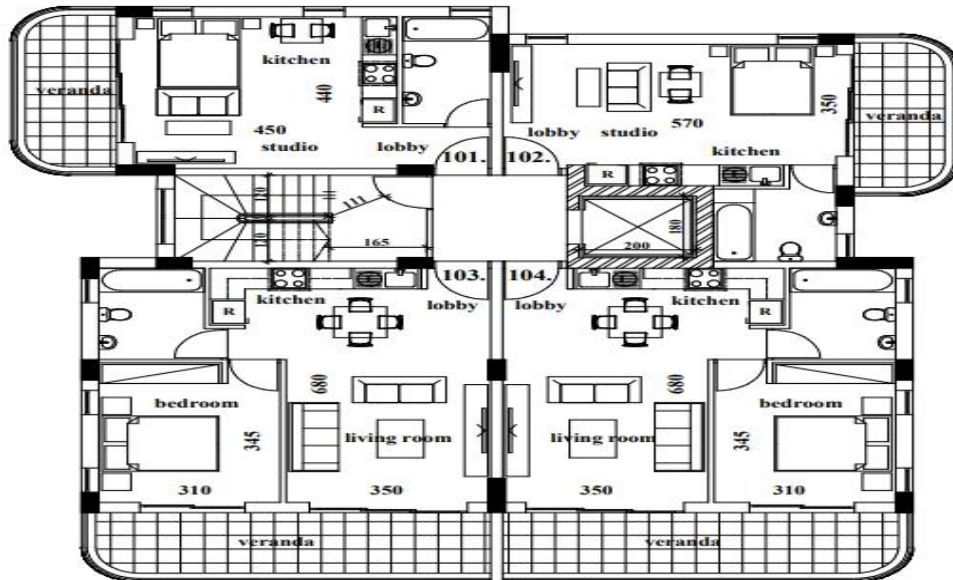 kitchen
veranda
440
R
450
studio
lobby
101.
102.
lobby
studio
570
350
veranda
kitchen
R
120
111
120
165
180
200
103.
104.
kitchen
lobby
lobby
kitchen
R
R
680
680
bedroom
bedroom
345
living room
living room
345
310
350
350
310
veranda
veranda